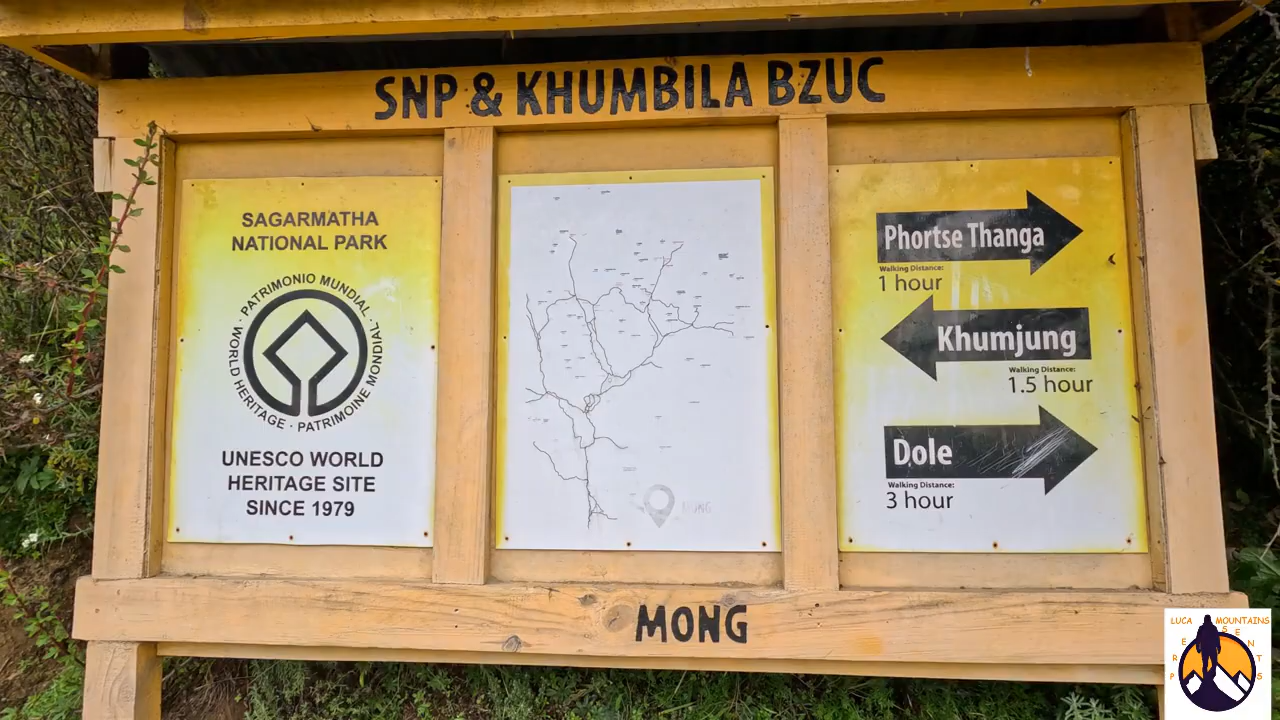 SNP & KHUMBILA BZUC
SAGARMATHA
NATIONAL PARK
· PATRIMONIO MUNDIAL ·
WORLD HERITAGE · PATRIMOINE MONDIAL
UNESCO WORLD
HERITAGE SITE
SINCE 1979
MONG
Phortse Thanga
Walking Distance:
1 hour
Khumjung
Walking Distance:
1.5 hour
Dole
Walking Distance:
3 hour
MONG
LUCA MOUNTAINS
PRESENTS